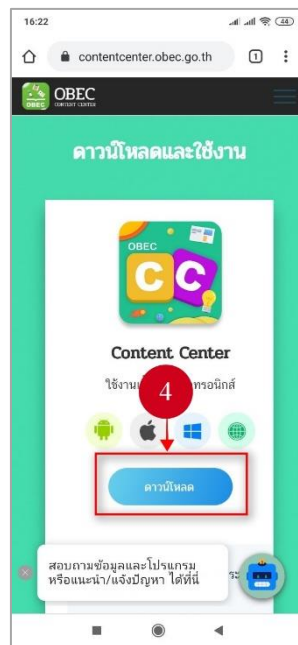 16:22
44
contentcenter.obec.go.th
1
OBEC
OBEC
CONTENT CENTER
ดาวน์โหลดและใช้งาน
OBEC
CC
Content Center
ใช้งาน
ทรอนิกส์
4
ดาวน์โหลด
สอบถามข้อมูลและโปรแกรม
หรือแนะนำ/แจ้งปัญหา ได้ที่นี่